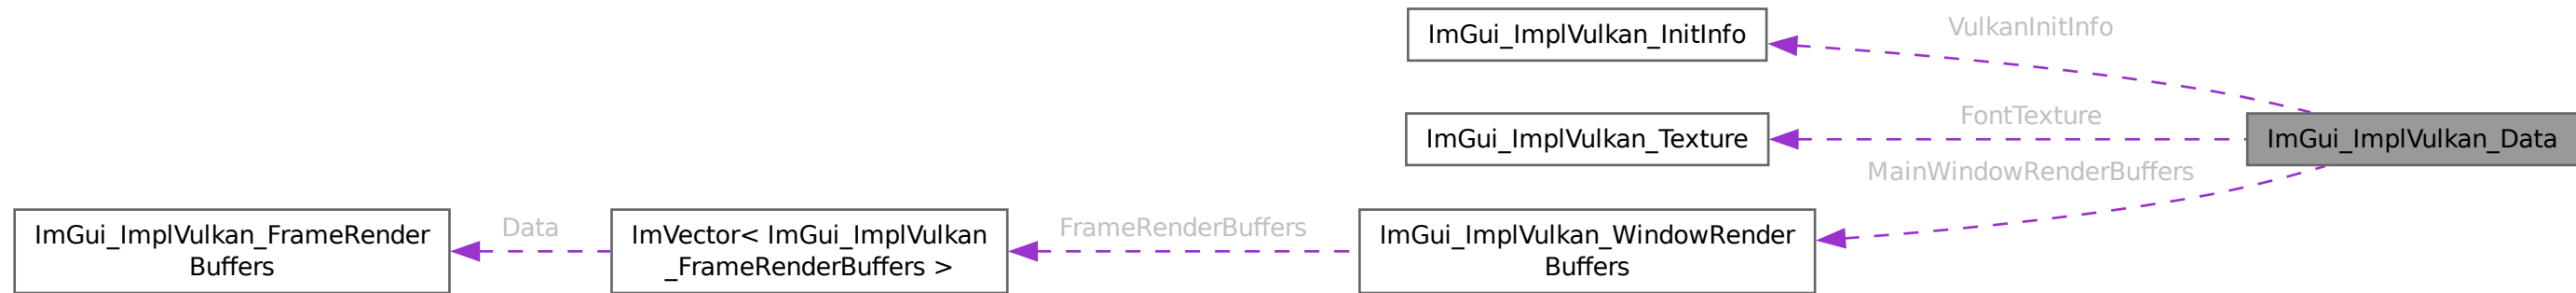 ImGui_ImplVulkan_InitInfo
VulkanInitInfo
ImGui_ImplVulkan_Texture
FontTexture
ImGui_ImplVulkan_Data
MainWindowRenderBuffers
ImGui_ImplVulkan_FrameRender
Buffers
Data
ImVector< ImGui_ImplVulkan
_FrameRenderBuffers >
FrameRenderBuffers
ImGui_ImplVulkan_WindowRender
Buffers